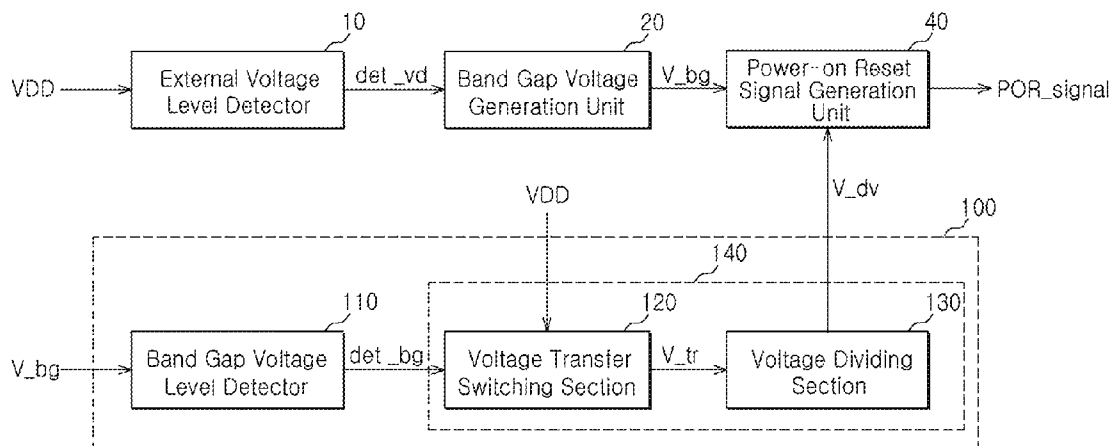 10
20
40
VDD
External Voltage
Level Detector
det_vd
Band Gap Voltage
Generation Unit
V_bg
Power-on Reset
Signal Generation
Unit
POR_signal
VDD
V_dv
100
140
110
120
130
V_bg
Band Gap Voltage
Level Detector
det_bg
Voltage Transfer
Switching Section
V_tr
Voltage Dividing
Section